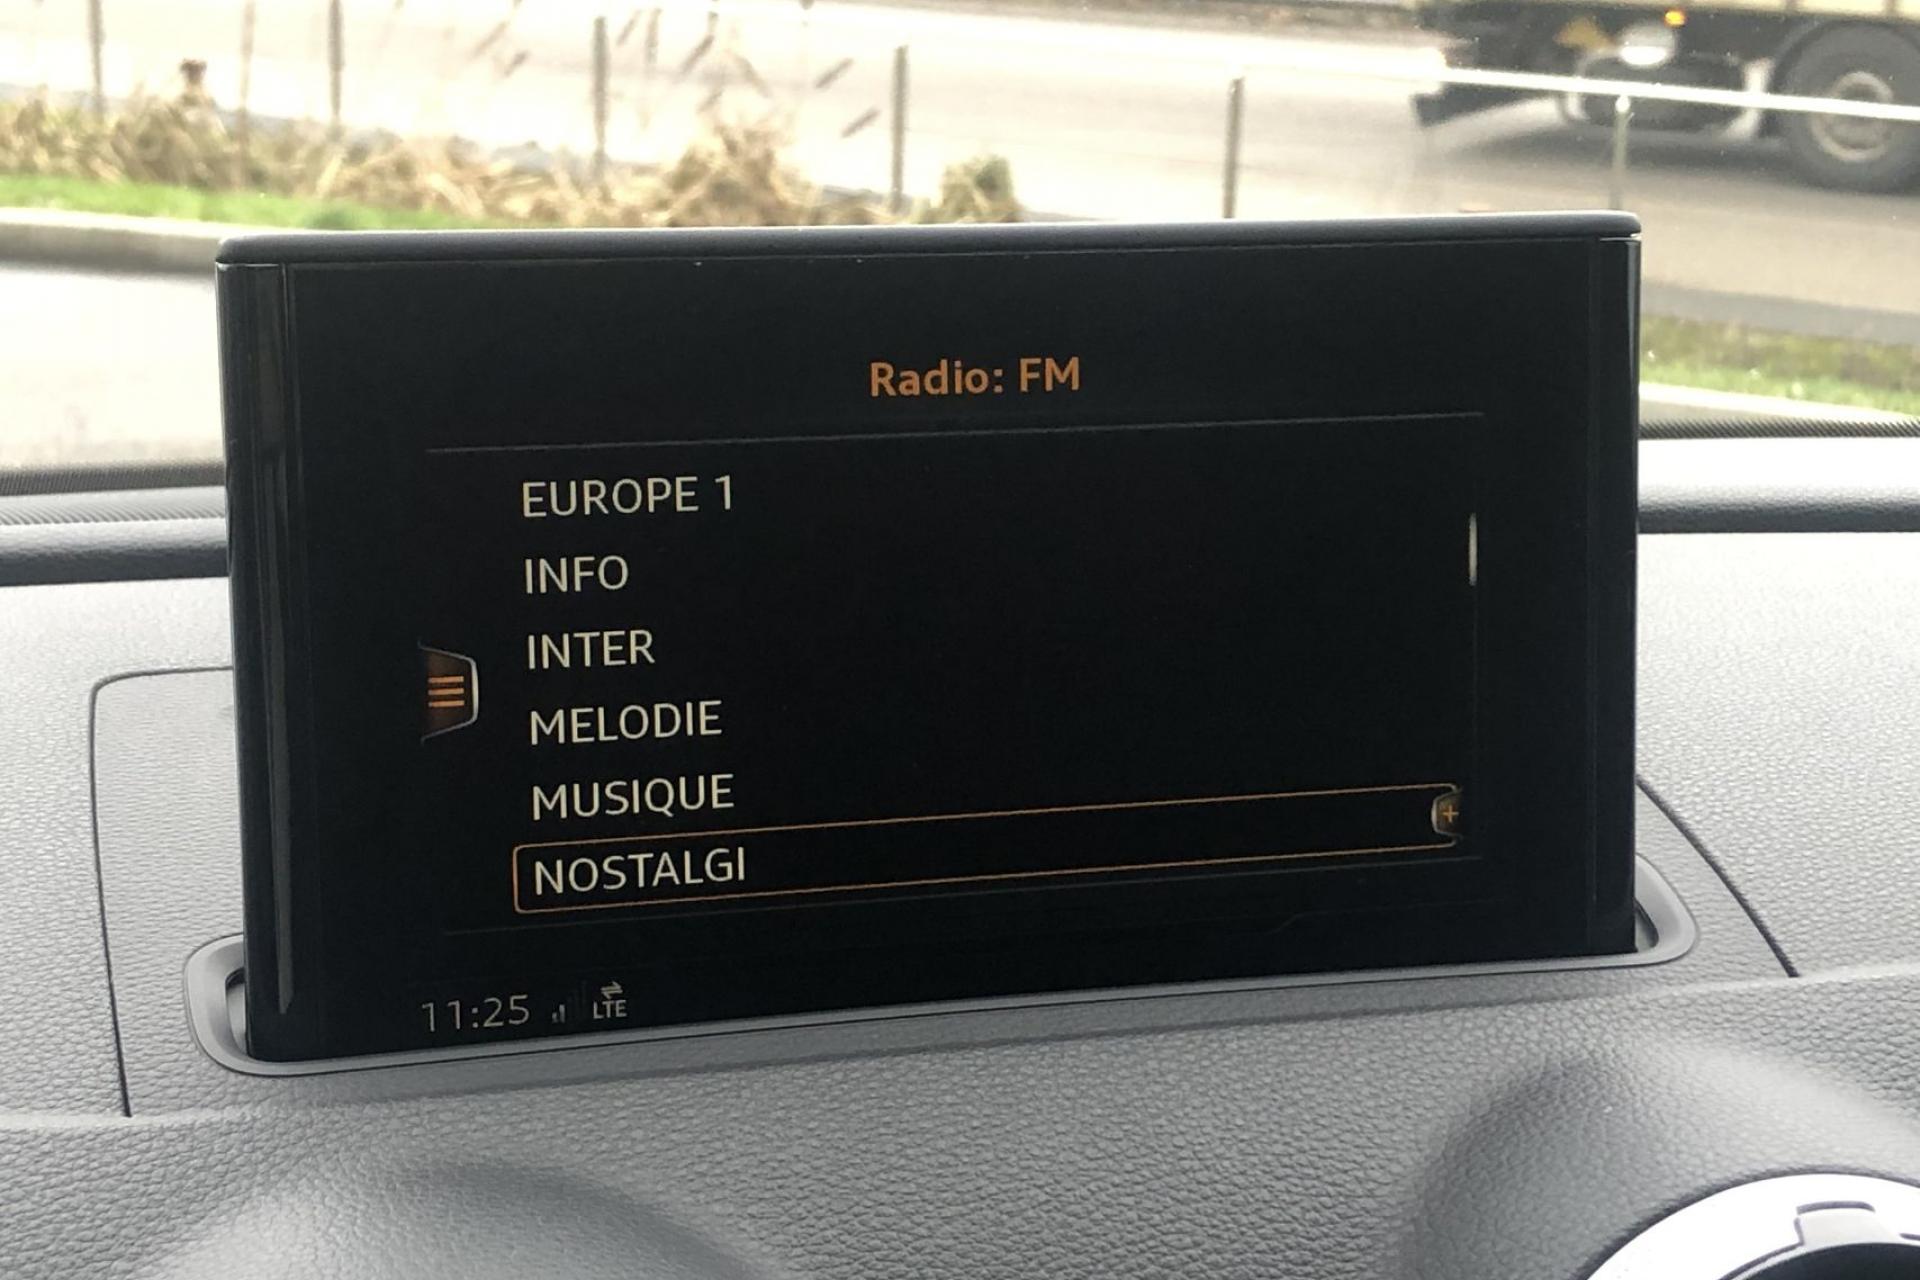 Radio: FM
EUROPE 1
INFO
INTER
MELODIE
MUSIQUE
NOSTALGI
11:25 LTE